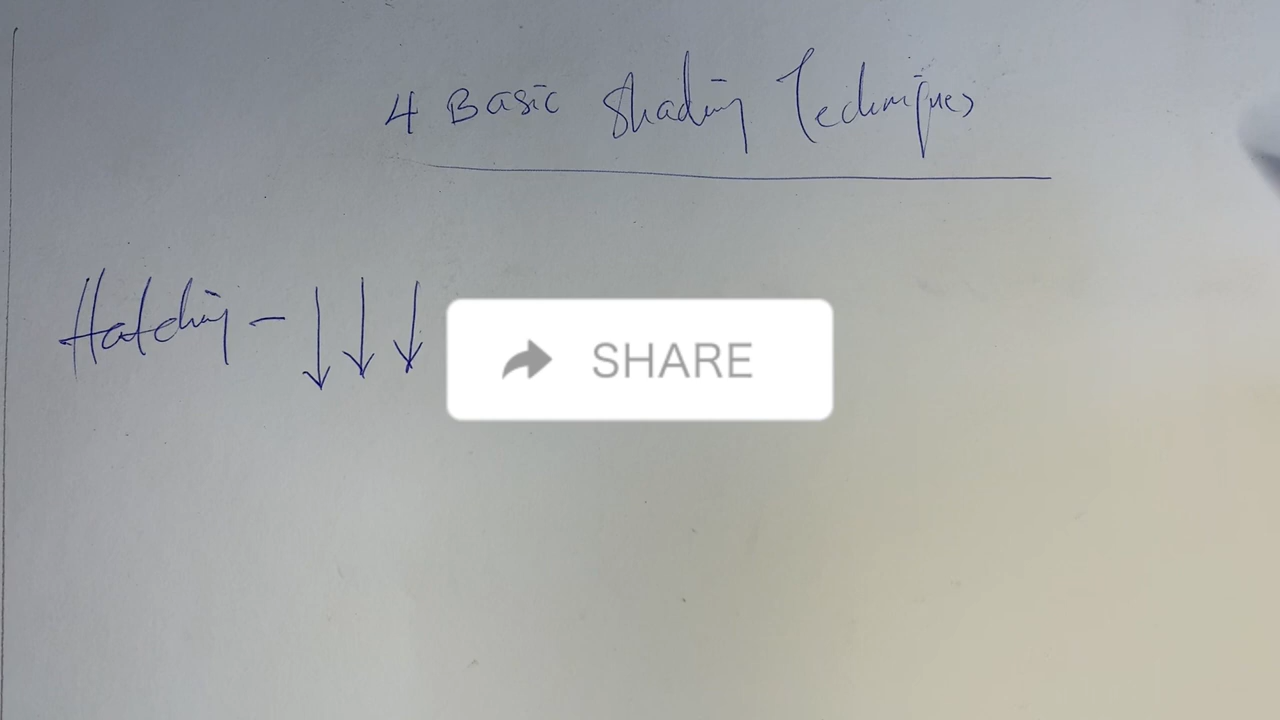 4 Basic Shading Techniques
Hatching - ↓ ↓ ↓
SHARE